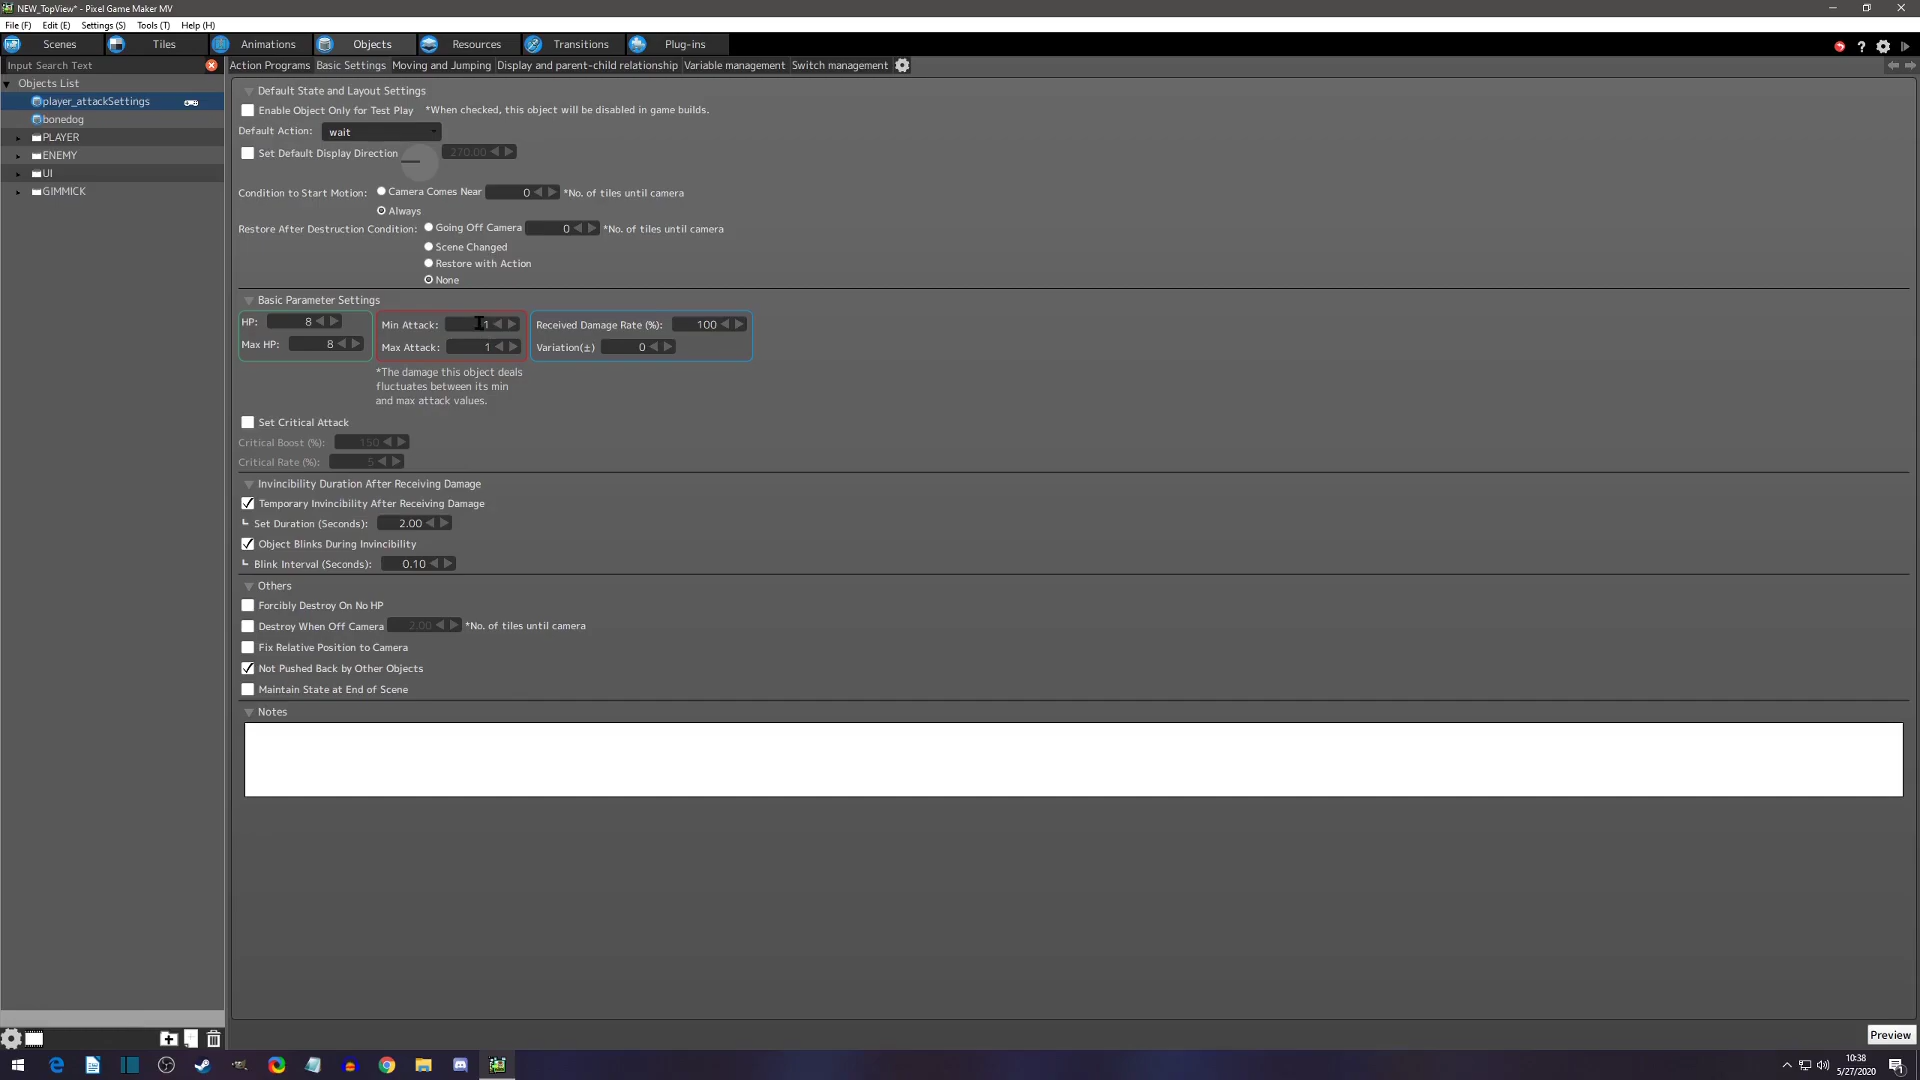 NEW_TopView* - Pixel Game Maker MV
File (F) Edit (E) Settings (S) Tools (T) Help (H)
Scenes Tiles Animations Objects Resources Transitions Plug-ins
Input Search Text
Action Programs Basic Settings Moving and Jumping Display and parent-child relationship Variable management Switch management
Objects List
player_attackSettings
bonedog
PLAYER
ENEMY
UI
GIMMICK
Default State and Layout Settings
Enable Object Only for Test Play *When checked, this object will be disabled in game builds.
Default Action: wait
Set Default Display Direction 270.00
Condition to Start Motion: Camera Comes Near 0 *No. of tiles until camera
Always
Restore After Destruction Condition: Going Off Camera 0 *No. of tiles until camera
Scene Changed
Restore with Action
None
Basic Parameter Settings
HP: 8 Min Attack: 1 Received Damage Rate (%): 100
Max HP: 8 Max Attack: 1 Variation(±) 0
*The damage this object deals
fluctuates between its min
and max attack values.
Set Critical Attack
Critical Boost (%): 150
Critical Rate (%): 5
Invincibility Duration After Receiving Damage
Temporary Invincibility After Receiving Damage
Set Duration (Seconds): 2.00
Object Blinks During Invincibility
Blink Interval (Seconds): 0.10
Others
Forcibly Destroy On No HP
Destroy When Off Camera 2.00 *No. of tiles until camera
Fix Relative Position to Camera
Not Pushed Back by Other Objects
Maintain State at End of Scene
Notes
Preview
10:38
5/27/2020